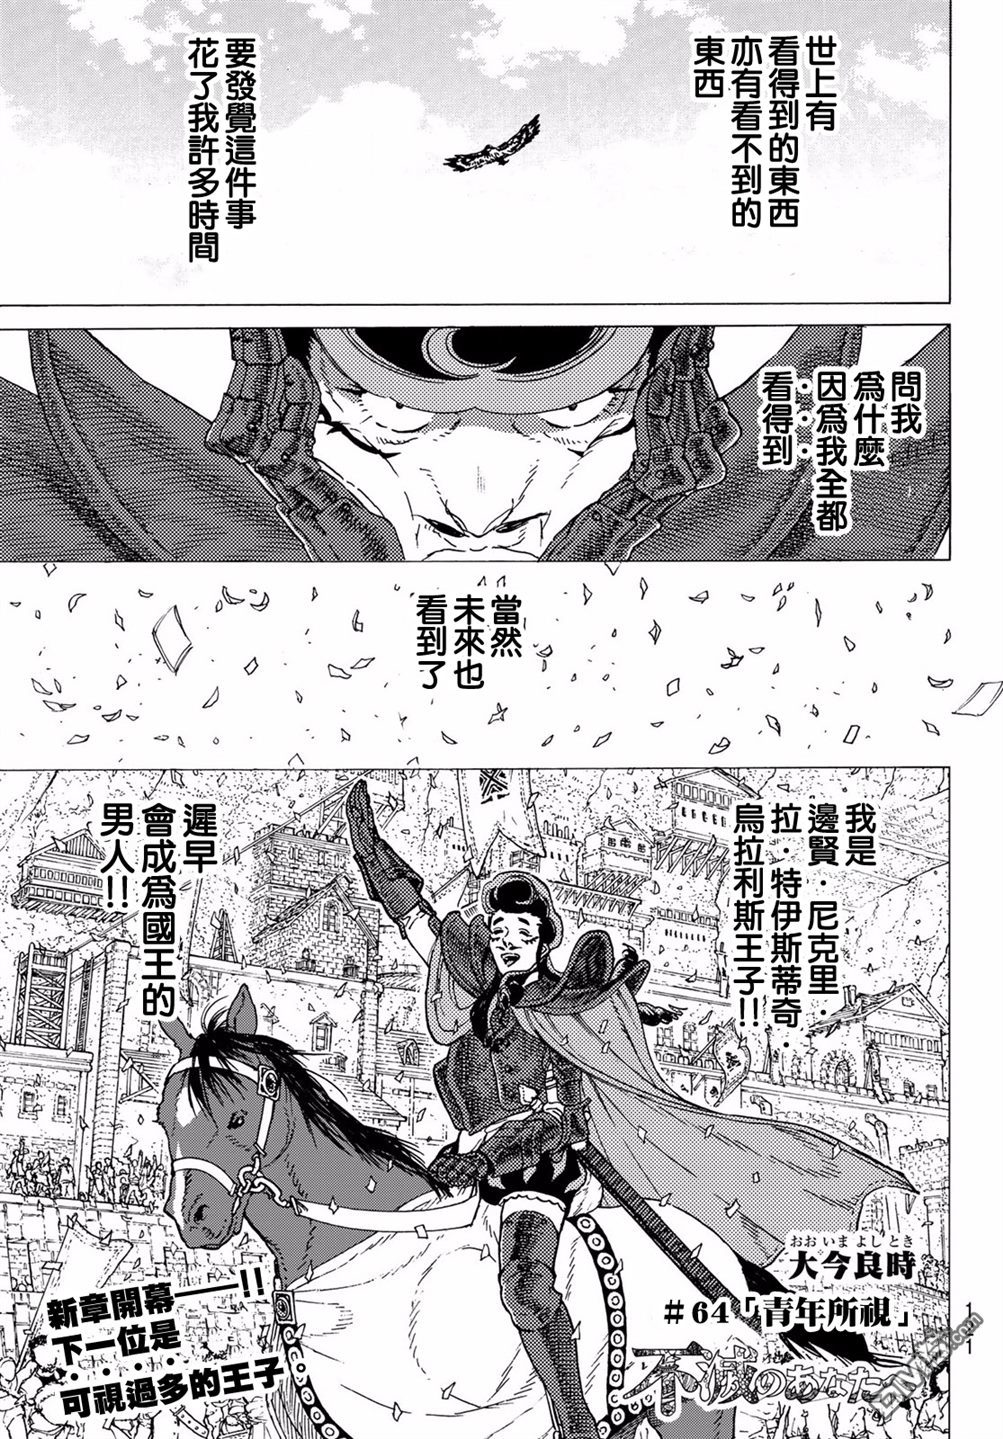 世上有
看得到的東西
亦有看不到的
東西
要發覺這件事
花了我許多時間
問我
為什麼
因為我全都
看得到
當然
未來也
看到了
我是
邊賢·尼克里·
拉·特伊斯蒂奇·
烏拉利斯王子!!
遲早
會成為國王的
男人!!
おおいまよしとき
大今良時
#64「青年所視」
不滅のあなたへ
新章開幕——!!
下一位是
可視過多的王子
131